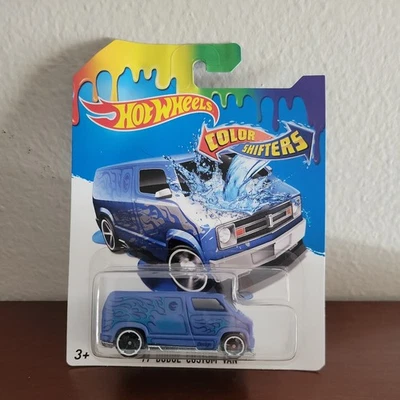 HOT WHEELS
COLOR
SHIFTERS
3+
'77 DODGE CUSTOM VAN